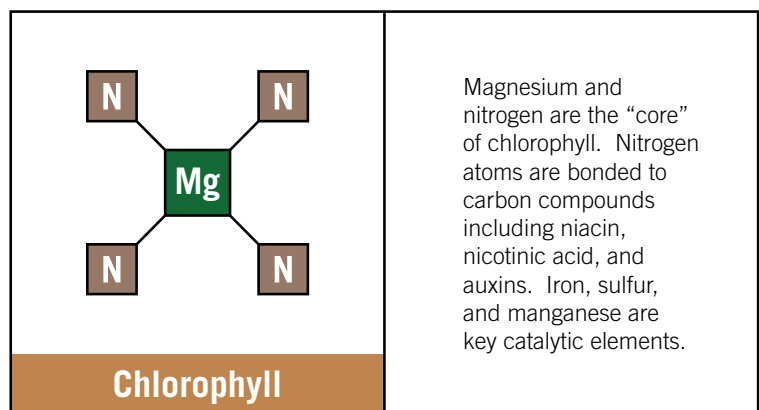 N
N
Mg
N
N
Chlorophyll
Magnesium and
nitrogen are the “core”
of chlorophyll.  Nitrogen
atoms are bonded to
carbon compounds
including niacin,
nicotinic acid, and
auxins.  Iron, sulfur,
and manganese are
key catalytic elements.